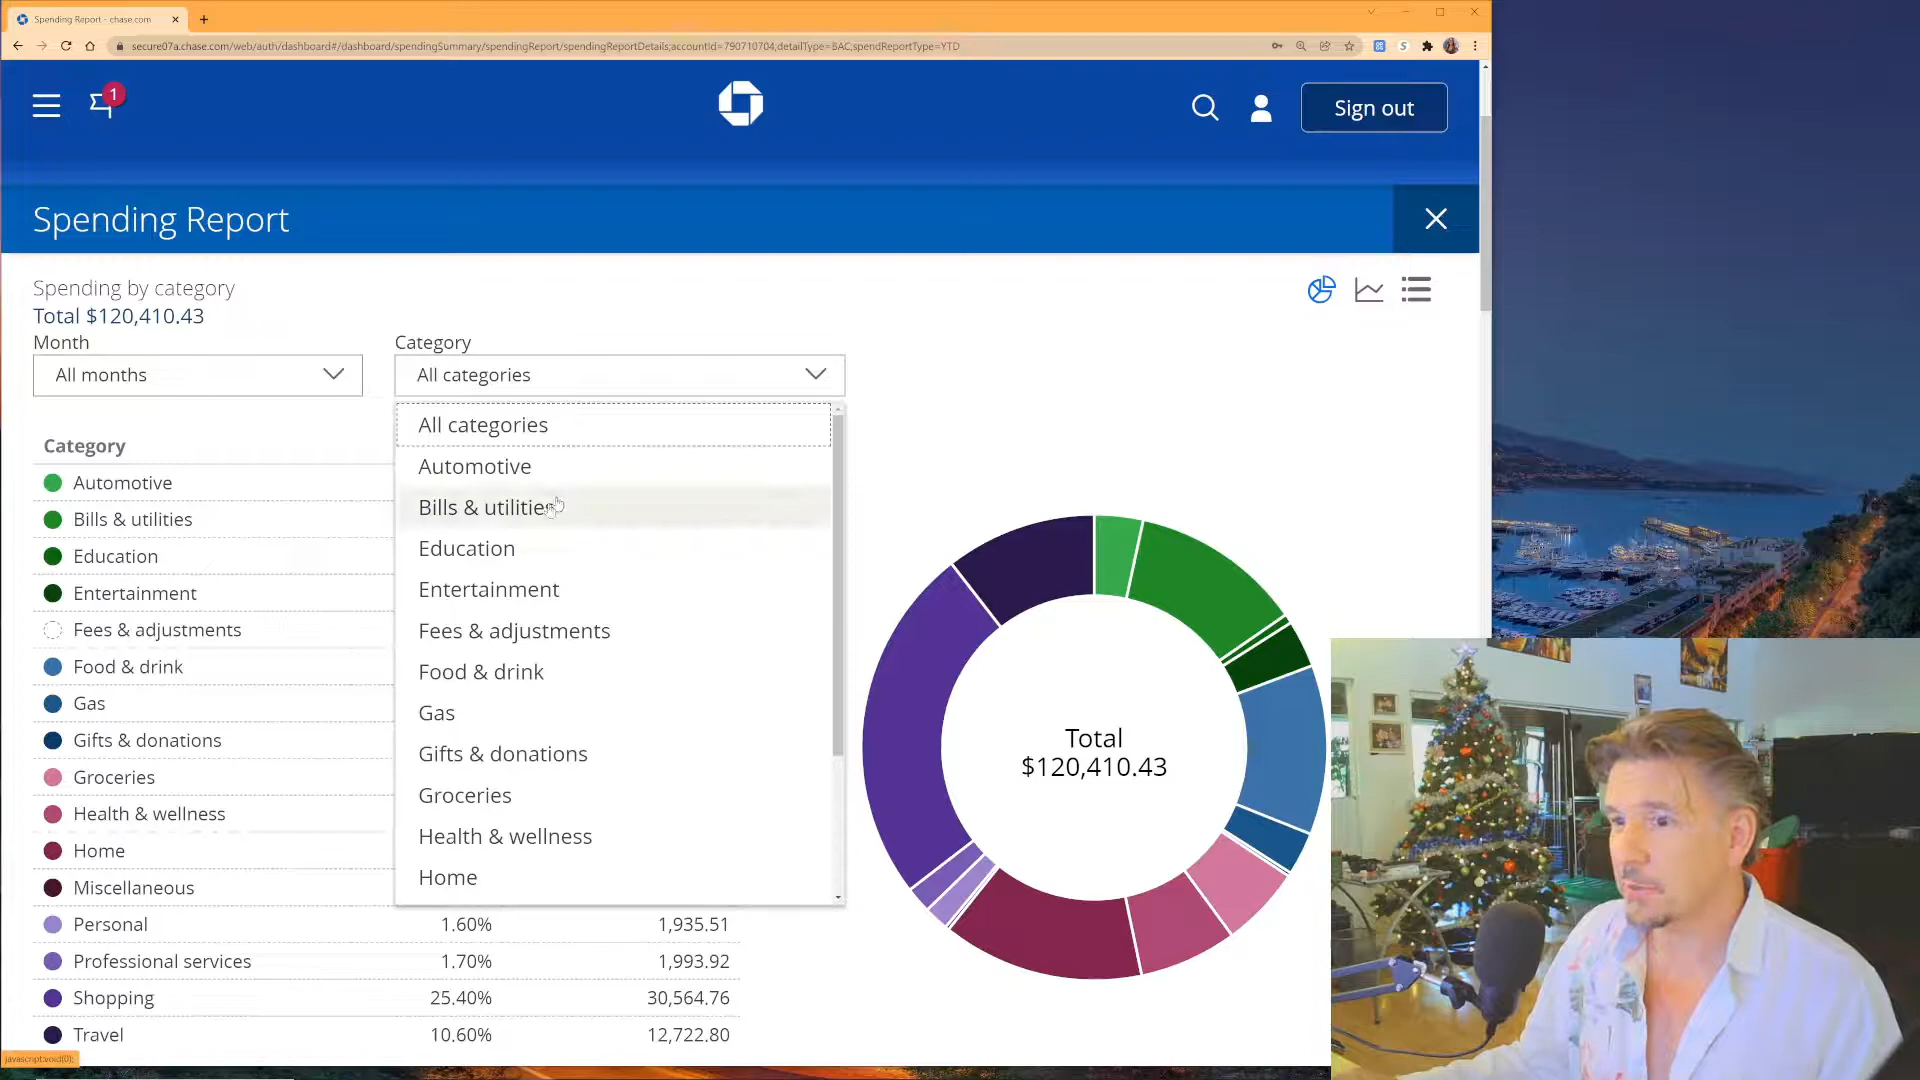 Spending Report - chase.com
secure07a.chase.com/web/auth/dashboard#/dashboard/spendingSummary/spendingReport/spendingReportDetails;accountId=790710704,detailType=BAC;spendReportType=YTD
1
Sign out
Spending Report
Spending by category
Total $120,410.43
Month
Category
All months
All categories
Category
All categories
Automotive
Bills & utilities
Education
Entertainment
Fees & adjustments
Food & drink
Gas
Gifts & donations
Groceries
Health & wellness
Home
Automotive
Bills & utilities
Education
Entertainment
Fees & adjustments
Food & drink
Gas
Gifts & donations
Groceries
Health & wellness
Home
Miscellaneous
Personal 1.60% 1,935.51
Professional services 1.70% 1,993.92
Shopping 25.40% 30,564.76
Travel 10.60% 12,722.80
Total
$120,410.43
javascript:void(0);